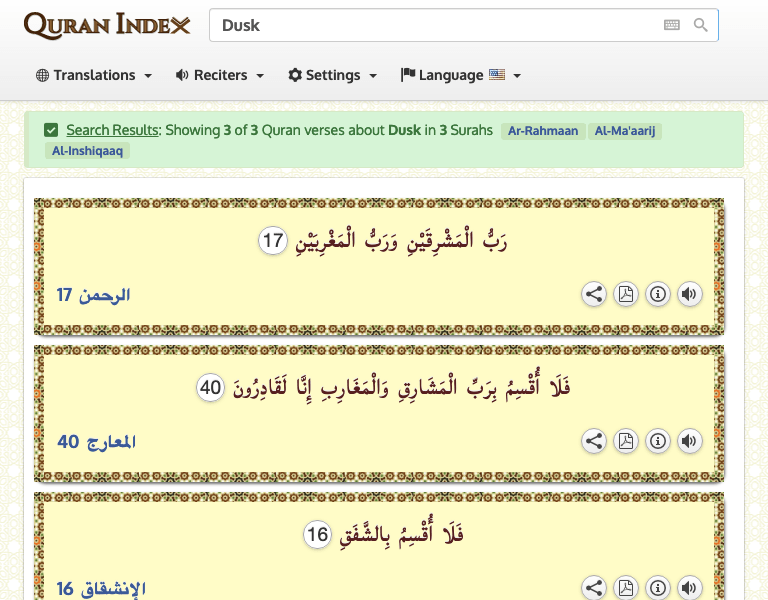 QURAN INDEX
Dusk
Translations Reciters Settings Language
Search Results: Showing 3 of 3 Quran verses about Dusk in 3 Surahs Ar-Rahmaan Al-Ma'aarij
Al-Inshiqaaq
رَبُّ الْمَشْرِقَيْنِ وَرَبُّ الْمَغْرِبَيْنِ 17
الرحمن 17
فَلَا أُقْسِمُ بِرَبِّ الْمَشَارِقِ وَالْمَغَارِبِ إِنَّا لَقَادِرُونَ 40
المعارج 40
فَلَا أُقْسِمُ بِالشَّفَقِ 16
الإنشقاق 16